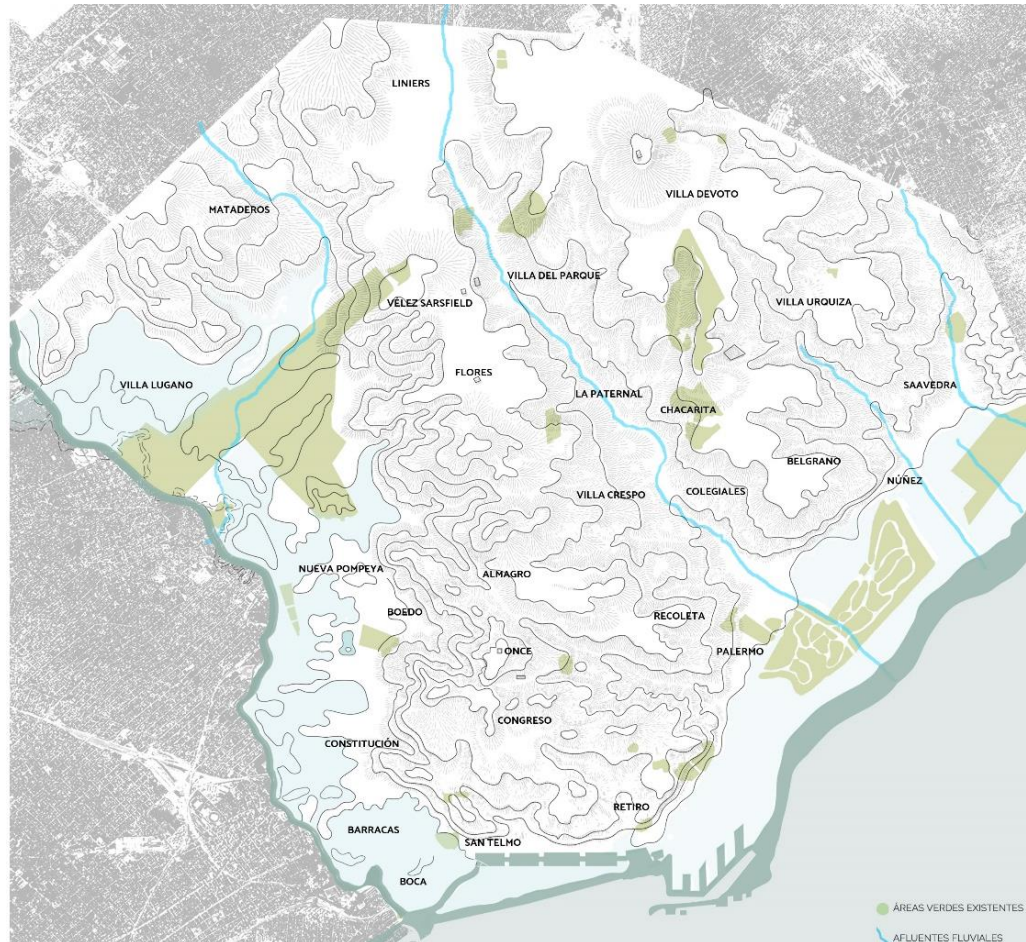 LINIERS
MATADEROS
VILLA DEVOTO
VILLA DEL PARQUE
VÉLEZ SARSFIELD
VILLA URQUIZA
FLORES
VILLA LUGANO
LA PATERNAL
SAAVEDRA
CHACARITA
BELGRANO
NÚÑEZ
VILLA CRESPO
COLEGIALES
NUEVA POMPEYA
ALMAGRO
BOEDO
RECOLETA
ONCE
PALERMO
CONGRESO
CONSTITUCIÓN
RETIRO
BARRACAS
SAN TELMO
BOCA
ÁREAS VERDES EXISTENTES
AFLUENTES FLUVIALES